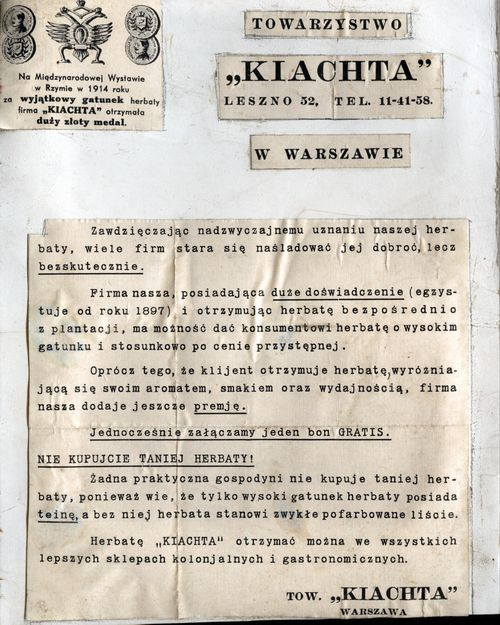 Na Międzynarodowej Wystawie
w Rzymie w 1914 roku
za wyjątkowy gatunek herbaty
firma „KIACHTA" otrzymała
duży złoty medal.
TOWARZYSTWO
„KIACHTA”
LESZNO 52, TEL. 11-41-58.
W WARSZAWIE
Zawdzięczając nadzwyczajnemu uznaniu naszej her-
baty, wiele firm stara się naśladować jej dobroć, lecz
bezskutecznie.
Firma nasza, posiadająca duże doświadczenie (egzys-
tuje od roku 1897) i otrzymując herbatę bezpośrednio
z plantacji, ma możność dać konsumentowi herbatę o wysokim
gatunku i stosunkowo po cenie przystępnej.
Oprócz tego, że klijent otrzymuje herbatę, wyróżnia-
jącą się swoim aromatem, smakiem oraz wydajnością, firma
nasza dodaje jeszcze premję.
Jednocześnie załączamy jeden bon GRATIS.
NIE KUPUJCIE TANIEJ HERBATY!
Żadna praktyczna gospodyni nie kupuje taniej her-
baty, ponieważ wie, że tylko wysoki gatunek herbaty posiada
teinę, a bez niej herbata stanowi zwykłe pofarbowane liście.
Herbatę „KIACHTA" otrzymać można we wszystkich
lepszych sklepach kolonjalnych i gastronomicznych.
TOW. „KIACHTA”
WARSZAWA